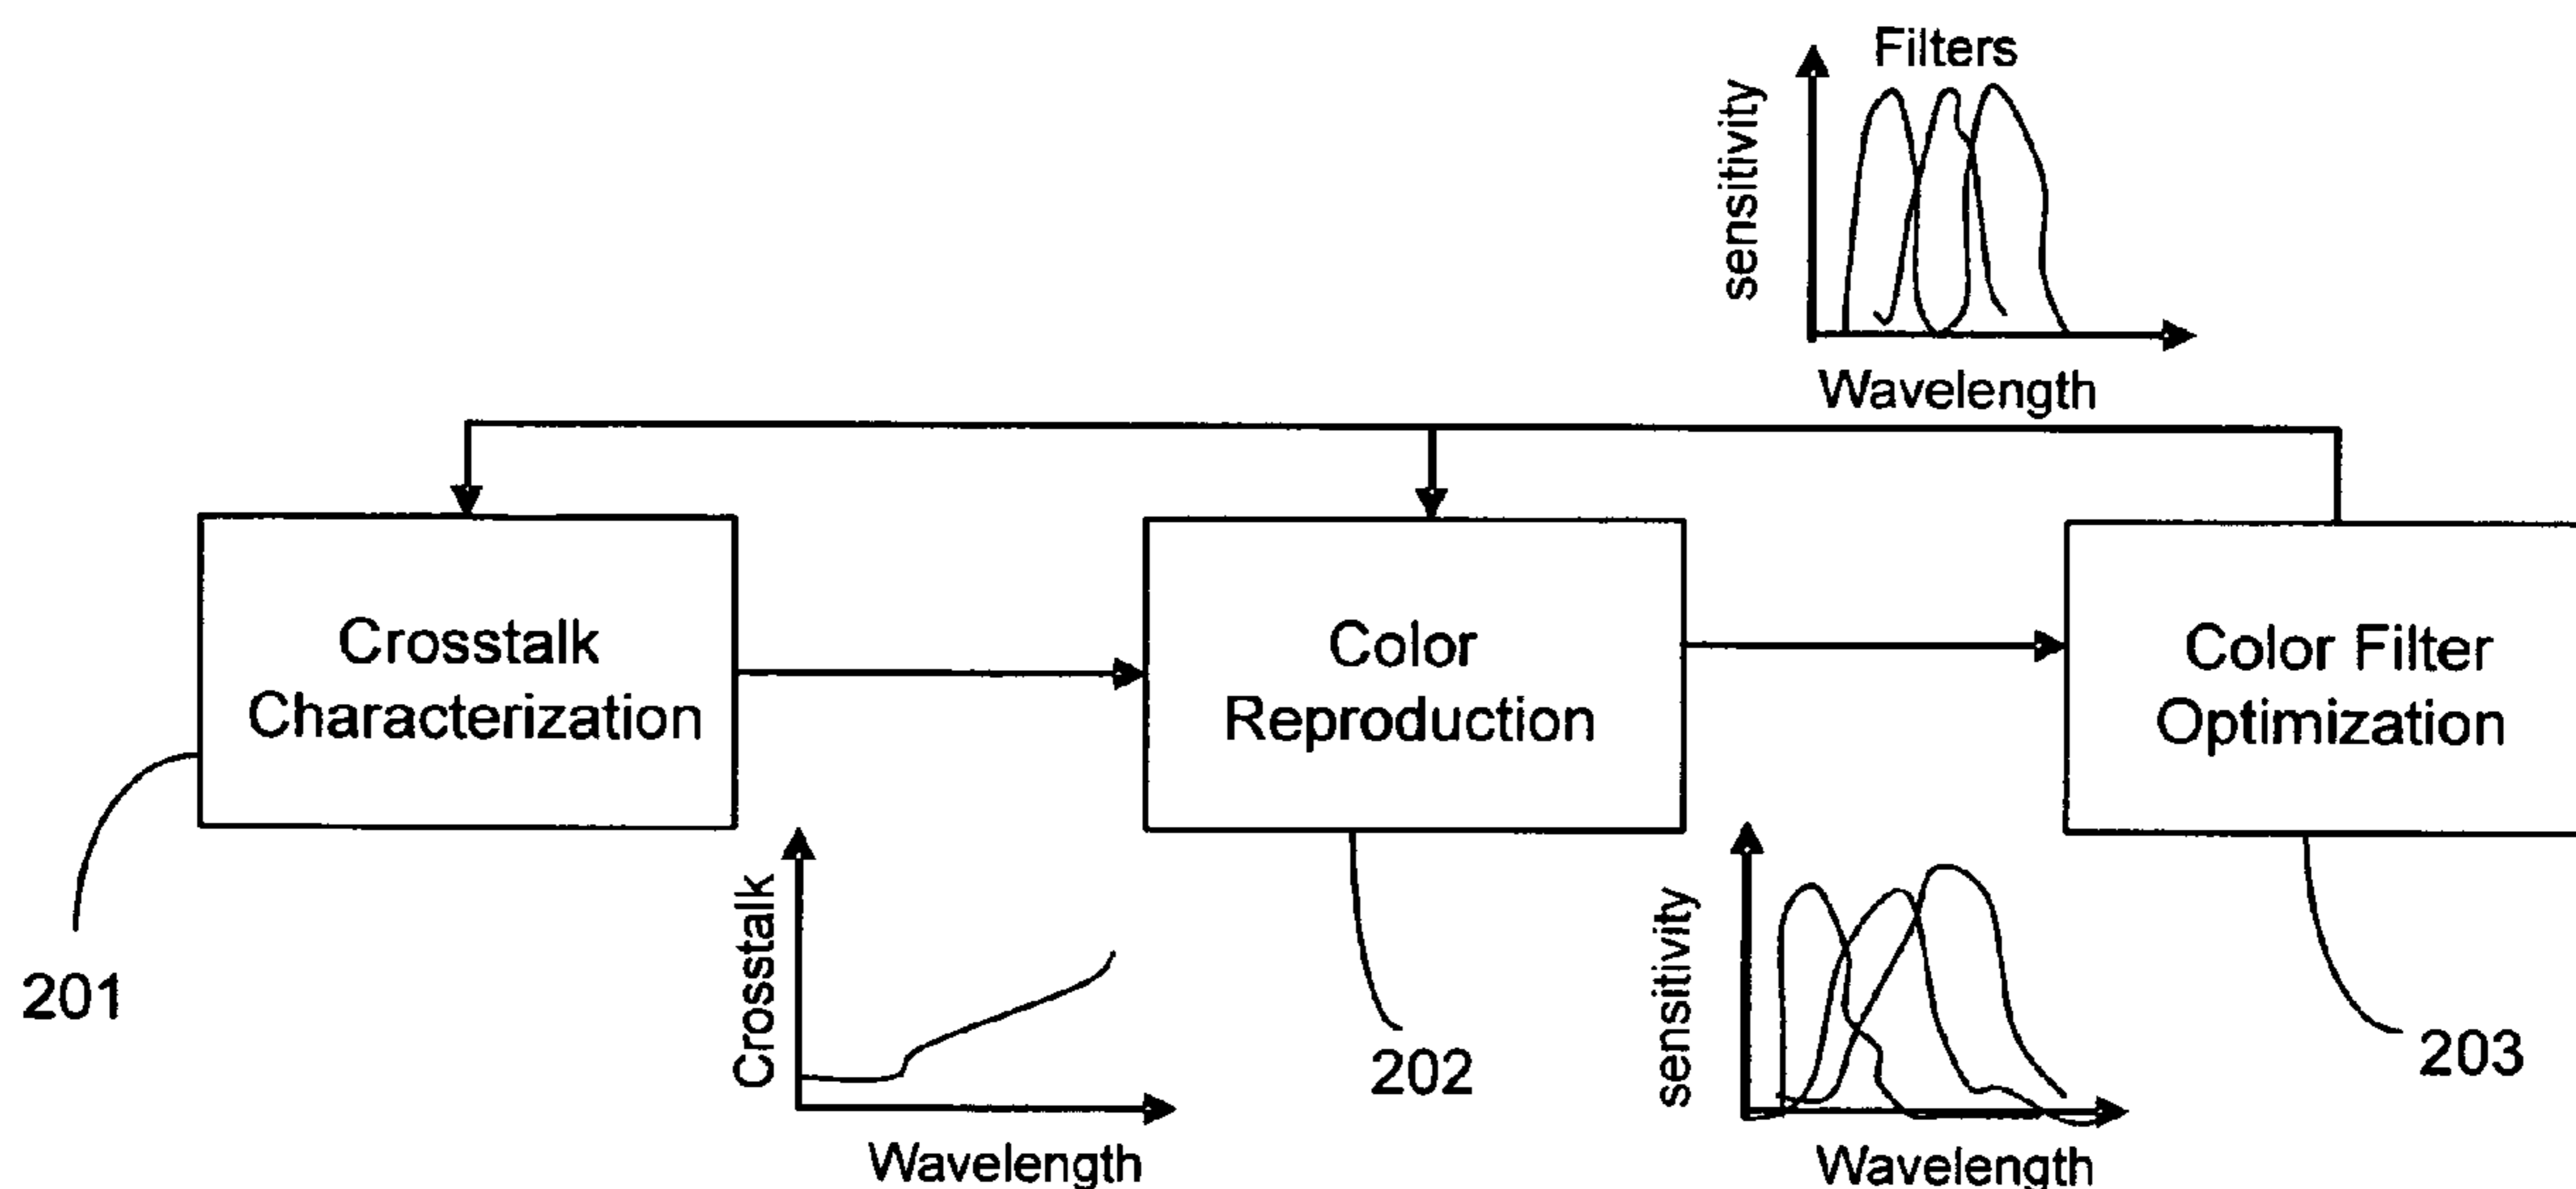 Filters
sensitivity
Wavelength
Crosstalk
Characterization
Color
Reproduction
Color Filter
Optimization
201
Crosstalk
Wavelength
202
sensitivity
Wavelength
203